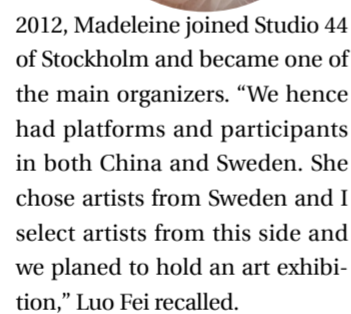 2012, Madeleine joined Studio 44
of Stockholm and became one of
the main organizers. “We hence
had platforms and participants
in both China and Sweden. She
chose artists from Sweden and I
select artists from this side and
we planed to hold an art exhibi-
tion,” Luo Fei recalled.